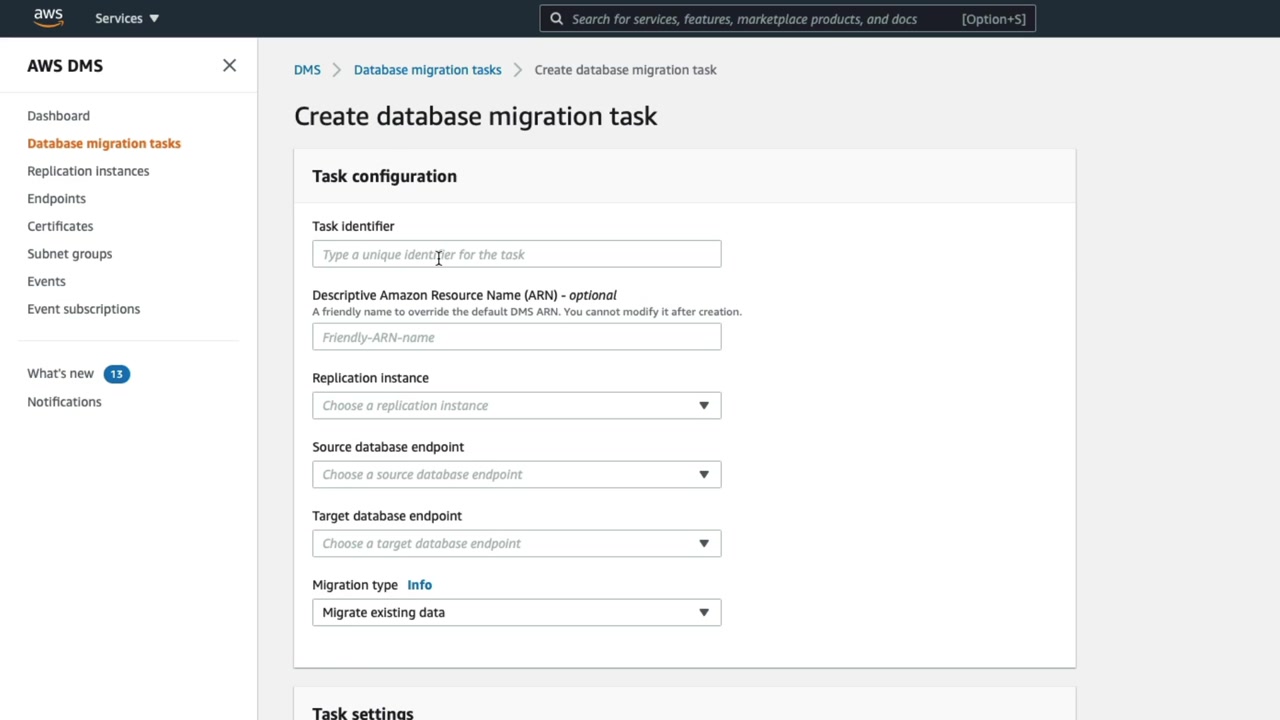 aws
Services ▼
Search for services, features, marketplace products, and docs
[Option+S]
AWS DMS
Dashboard
Database migration tasks
Replication instances
Endpoints
Certificates
Subnet groups
Events
Event subscriptions
What's new 13
Notifications
DMS > Database migration tasks > Create database migration task
Create database migration task
Task configuration
Task identifier
Type a unique identifier for the task
Descriptive Amazon Resource Name (ARN) - optional
A friendly name to override the default DMS ARN. You cannot modify it after creation.
Friendly-ARN-name
Replication instance
Choose a replication instance
Source database endpoint
Choose a source database endpoint
Target database endpoint
Choose a target database endpoint
Migration type Info
Migrate existing data
Task settings